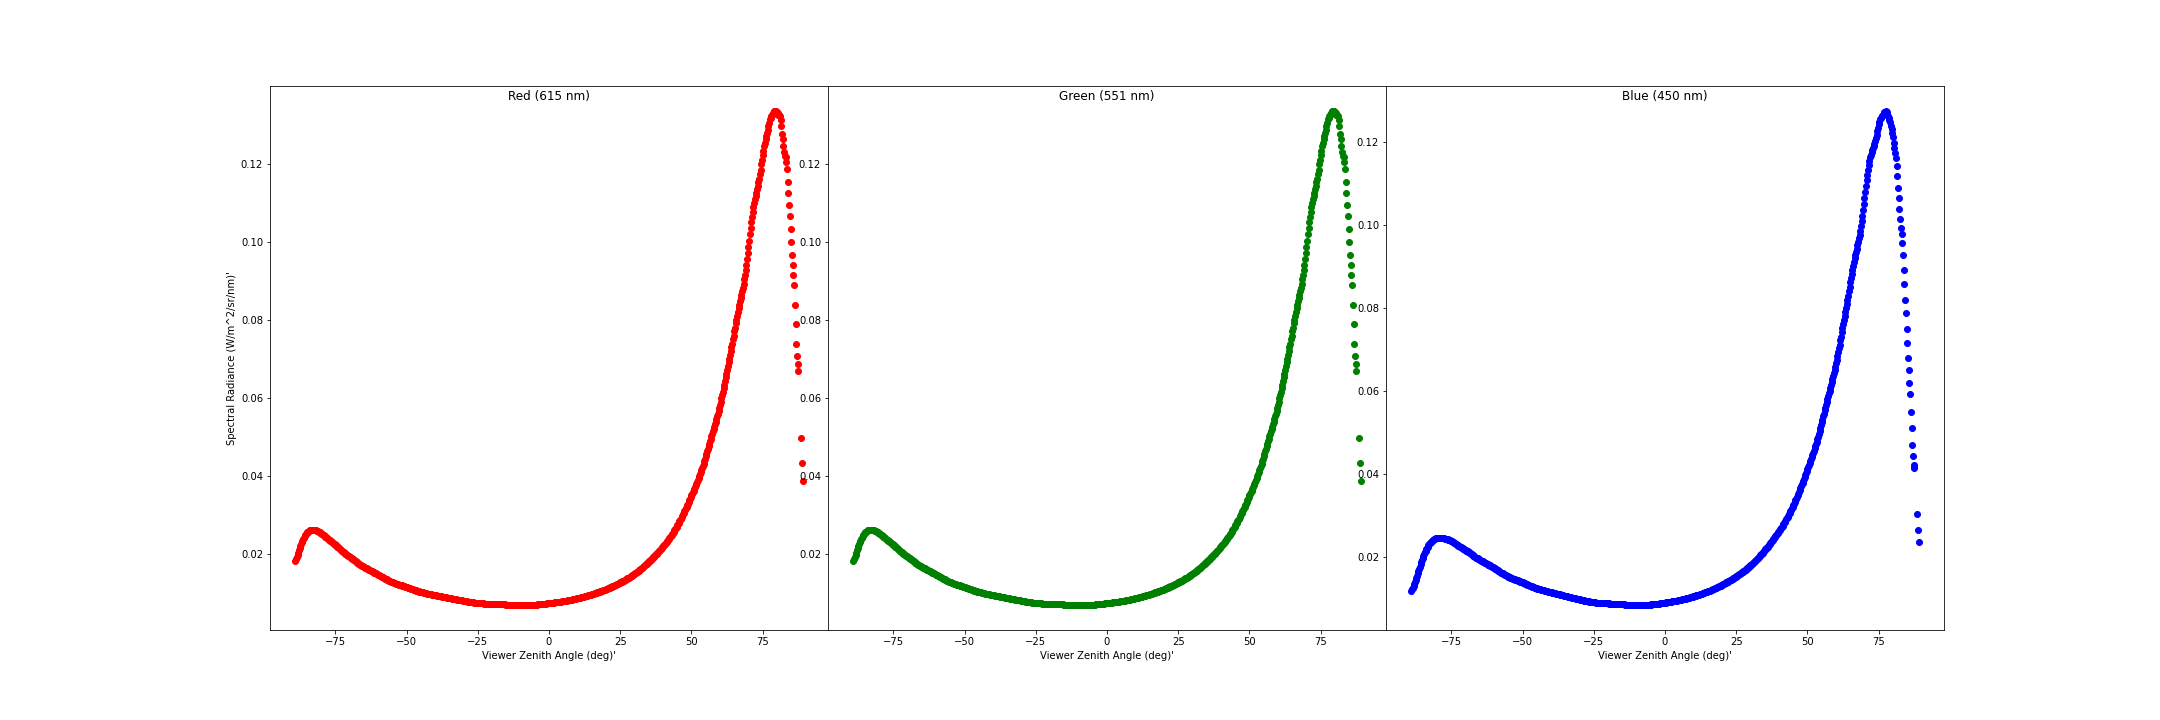 Red (615 nm)
Green (551 nm)
Blue (450 nm)
Spectral Radiance (W/m^2/sr/nm)'
0.12
0.10
0.08
0.06
0.04
0.02
−75 −50 −25 0 25 50 75
Viewer Zenith Angle (deg)'
0.12
0.10
0.08
0.06
0.04
0.02
−75 −50 −25 0 25 50 75
Viewer Zenith Angle (deg)'
0.12
0.10
0.08
0.06
0.04
0.02
−75 −50 −25 0 25 50 75
Viewer Zenith Angle (deg)'